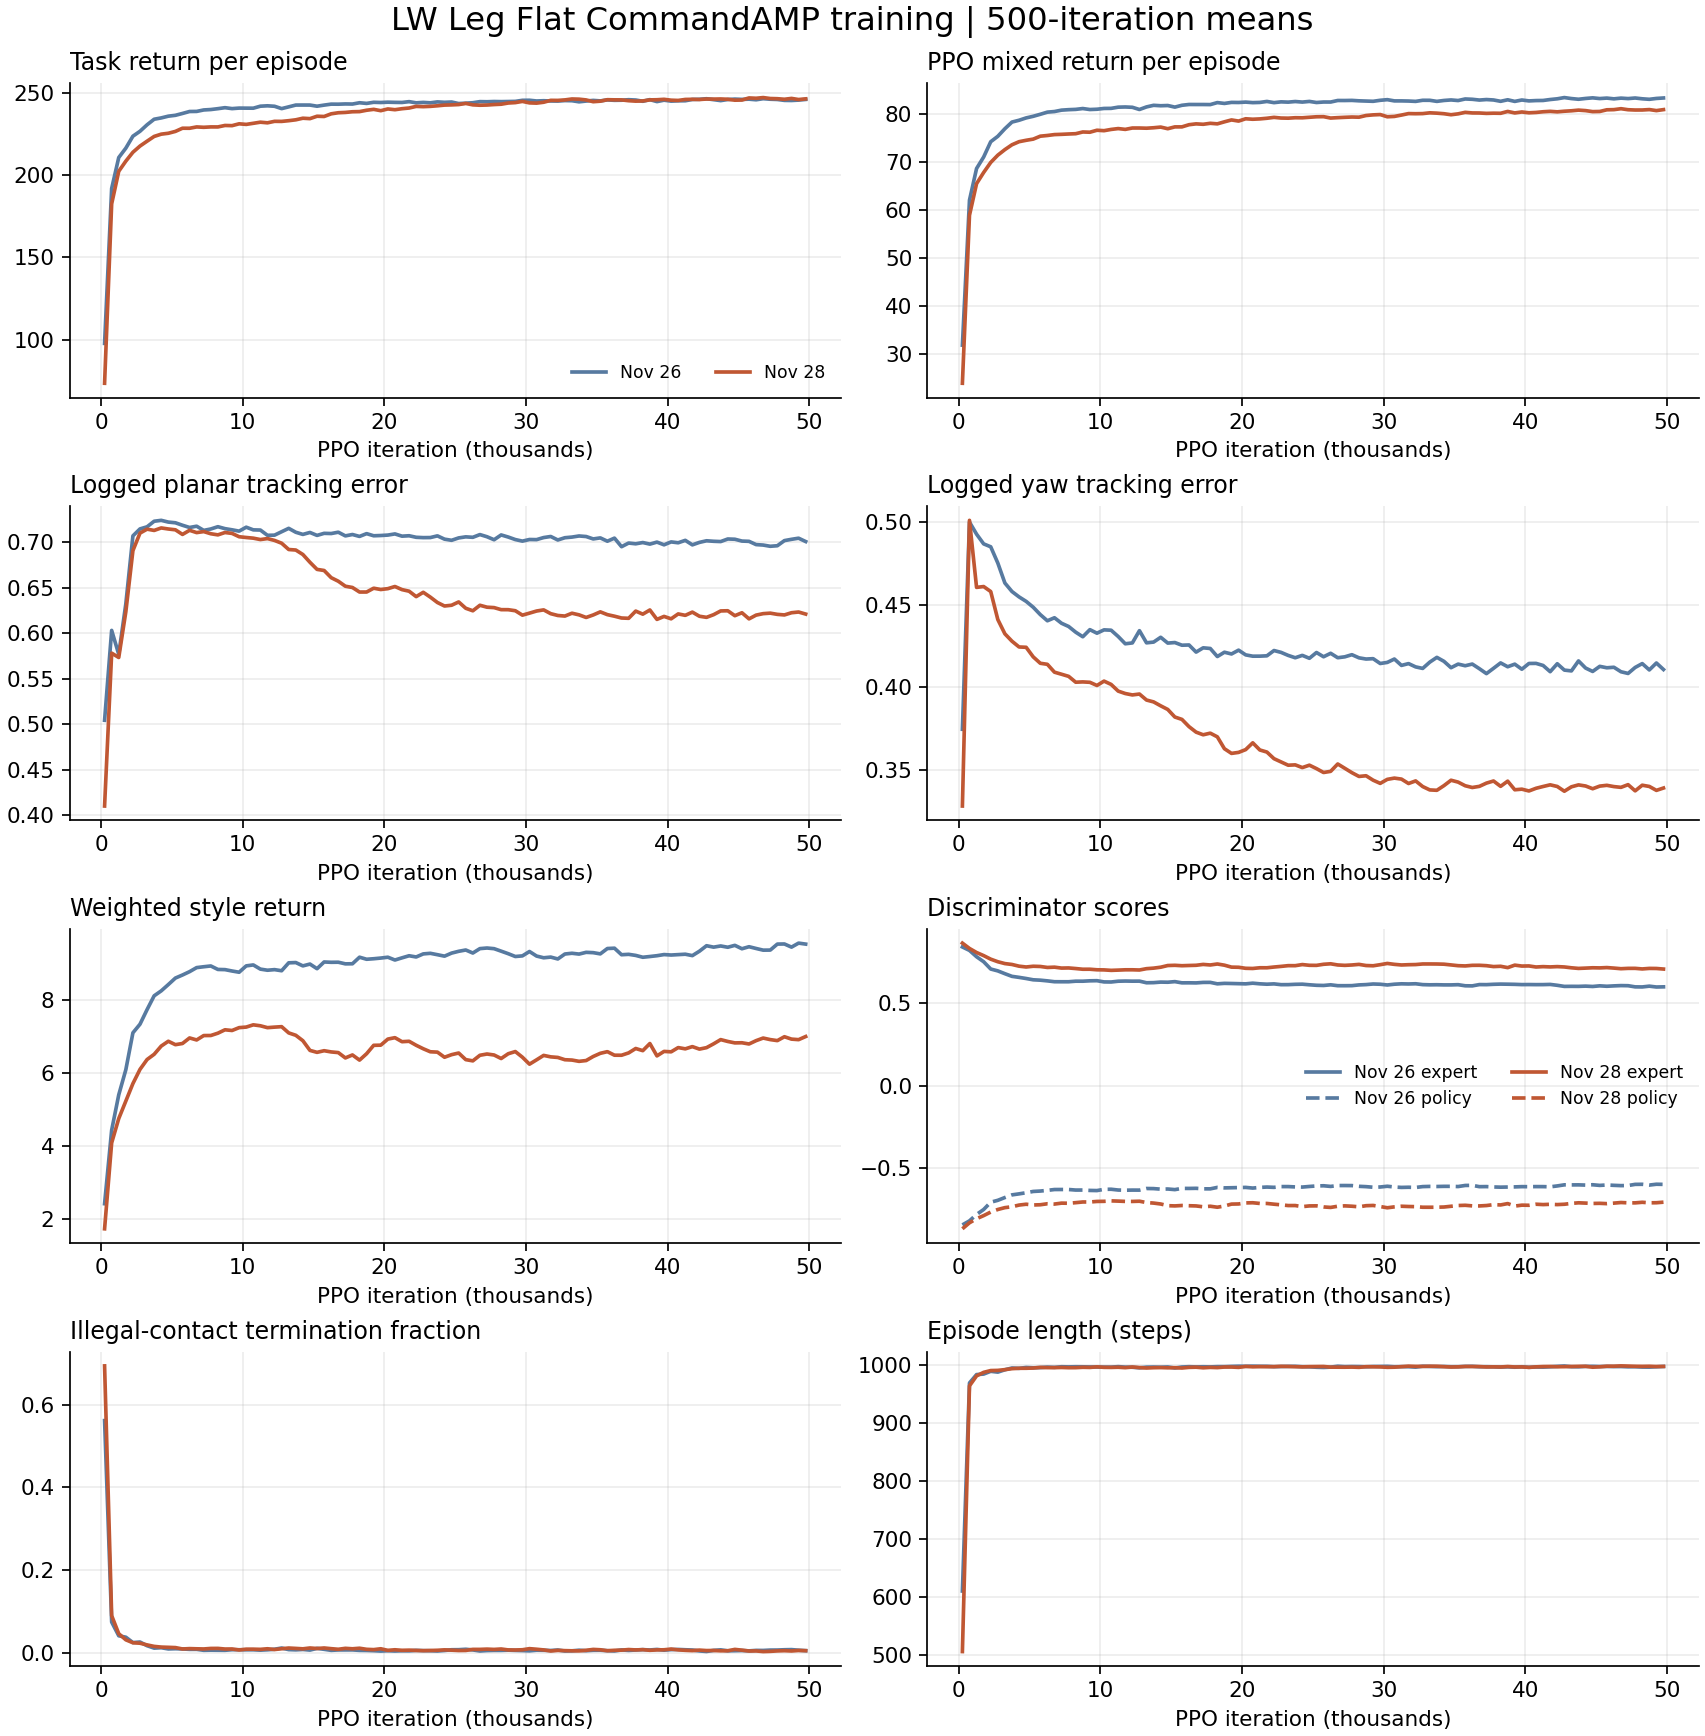 LW Leg Flat CommandAMP training | 500-iteration means
Task return per episode
250
200
150
100
Nov 26
Nov 28
0 10 20 30 40 50
PPO iteration (thousands)
PPO mixed return per episode
80
70
60
50
40
30
0 10 20 30 40 50
PPO iteration (thousands)
Logged planar tracking error
0.70
0.65
0.60
0.55
0.50
0.45
0.40
0 10 20 30 40 50
PPO iteration (thousands)
Logged yaw tracking error
0.50
0.45
0.40
0.35
0 10 20 30 40 50
PPO iteration (thousands)
Weighted style return
8
6
4
2
0 10 20 30 40 50
PPO iteration (thousands)
Discriminator scores
0.5
0.0
−0.5
Nov 26 expert
Nov 26 policy
Nov 28 expert
Nov 28 policy
0 10 20 30 40 50
PPO iteration (thousands)
Illegal-contact termination fraction
0.6
0.4
0.2
0.0
0 10 20 30 40 50
PPO iteration (thousands)
Episode length (steps)
1000
900
800
700
600
500
0 10 20 30 40 50
PPO iteration (thousands)